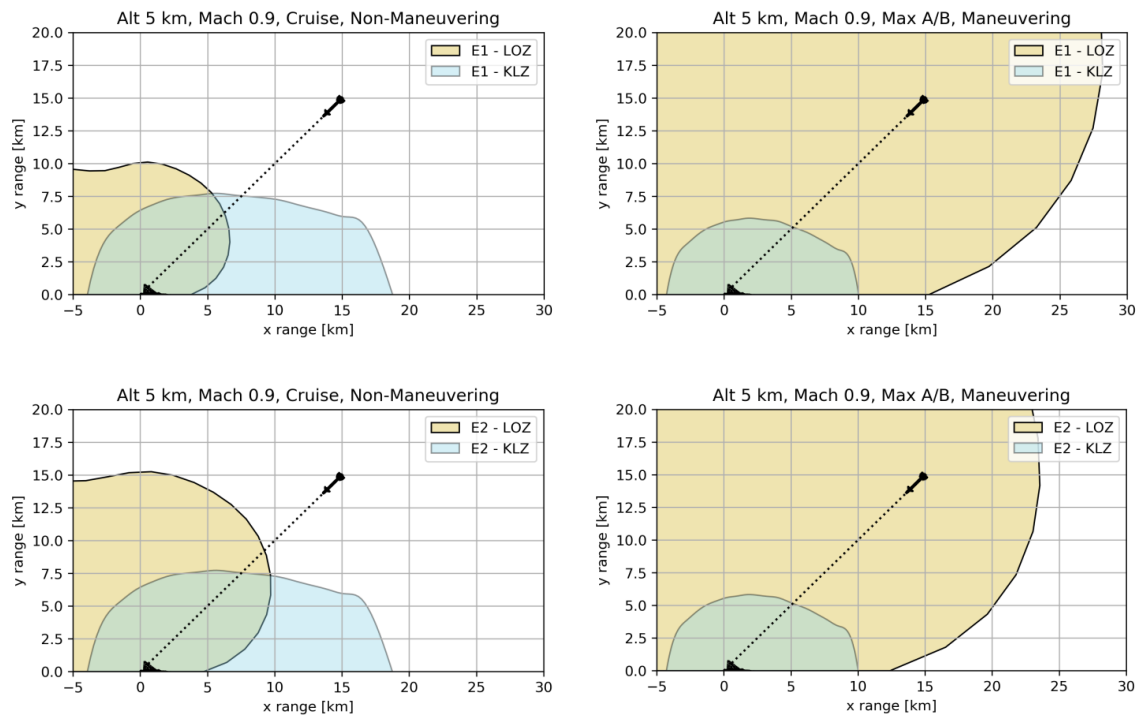 Alt 5 km, Mach 0.9, Cruise, Non-Maneuvering
20.0
17.5
15.0
12.5
10.0
7.5
5.0
2.5
0.0
y range [km]
E1 - LOZ
E1 - KLZ
−5 0 5 10 15 20 25 30
x range [km]
Alt 5 km, Mach 0.9, Max A/B, Maneuvering
20.0
17.5
15.0
12.5
10.0
7.5
5.0
2.5
0.0
y range [km]
E1 - LOZ
E1 - KLZ
−5 0 5 10 15 20 25 30
x range [km]
Alt 5 km, Mach 0.9, Cruise, Non-Maneuvering
20.0
17.5
15.0
12.5
10.0
7.5
5.0
2.5
0.0
y range [km]
E2 - LOZ
E2 - KLZ
−5 0 5 10 15 20 25 30
x range [km]
Alt 5 km, Mach 0.9, Max A/B, Maneuvering
20.0
17.5
15.0
12.5
10.0
7.5
5.0
2.5
0.0
y range [km]
E2 - LOZ
E2 - KLZ
−5 0 5 10 15 20 25 30
x range [km]